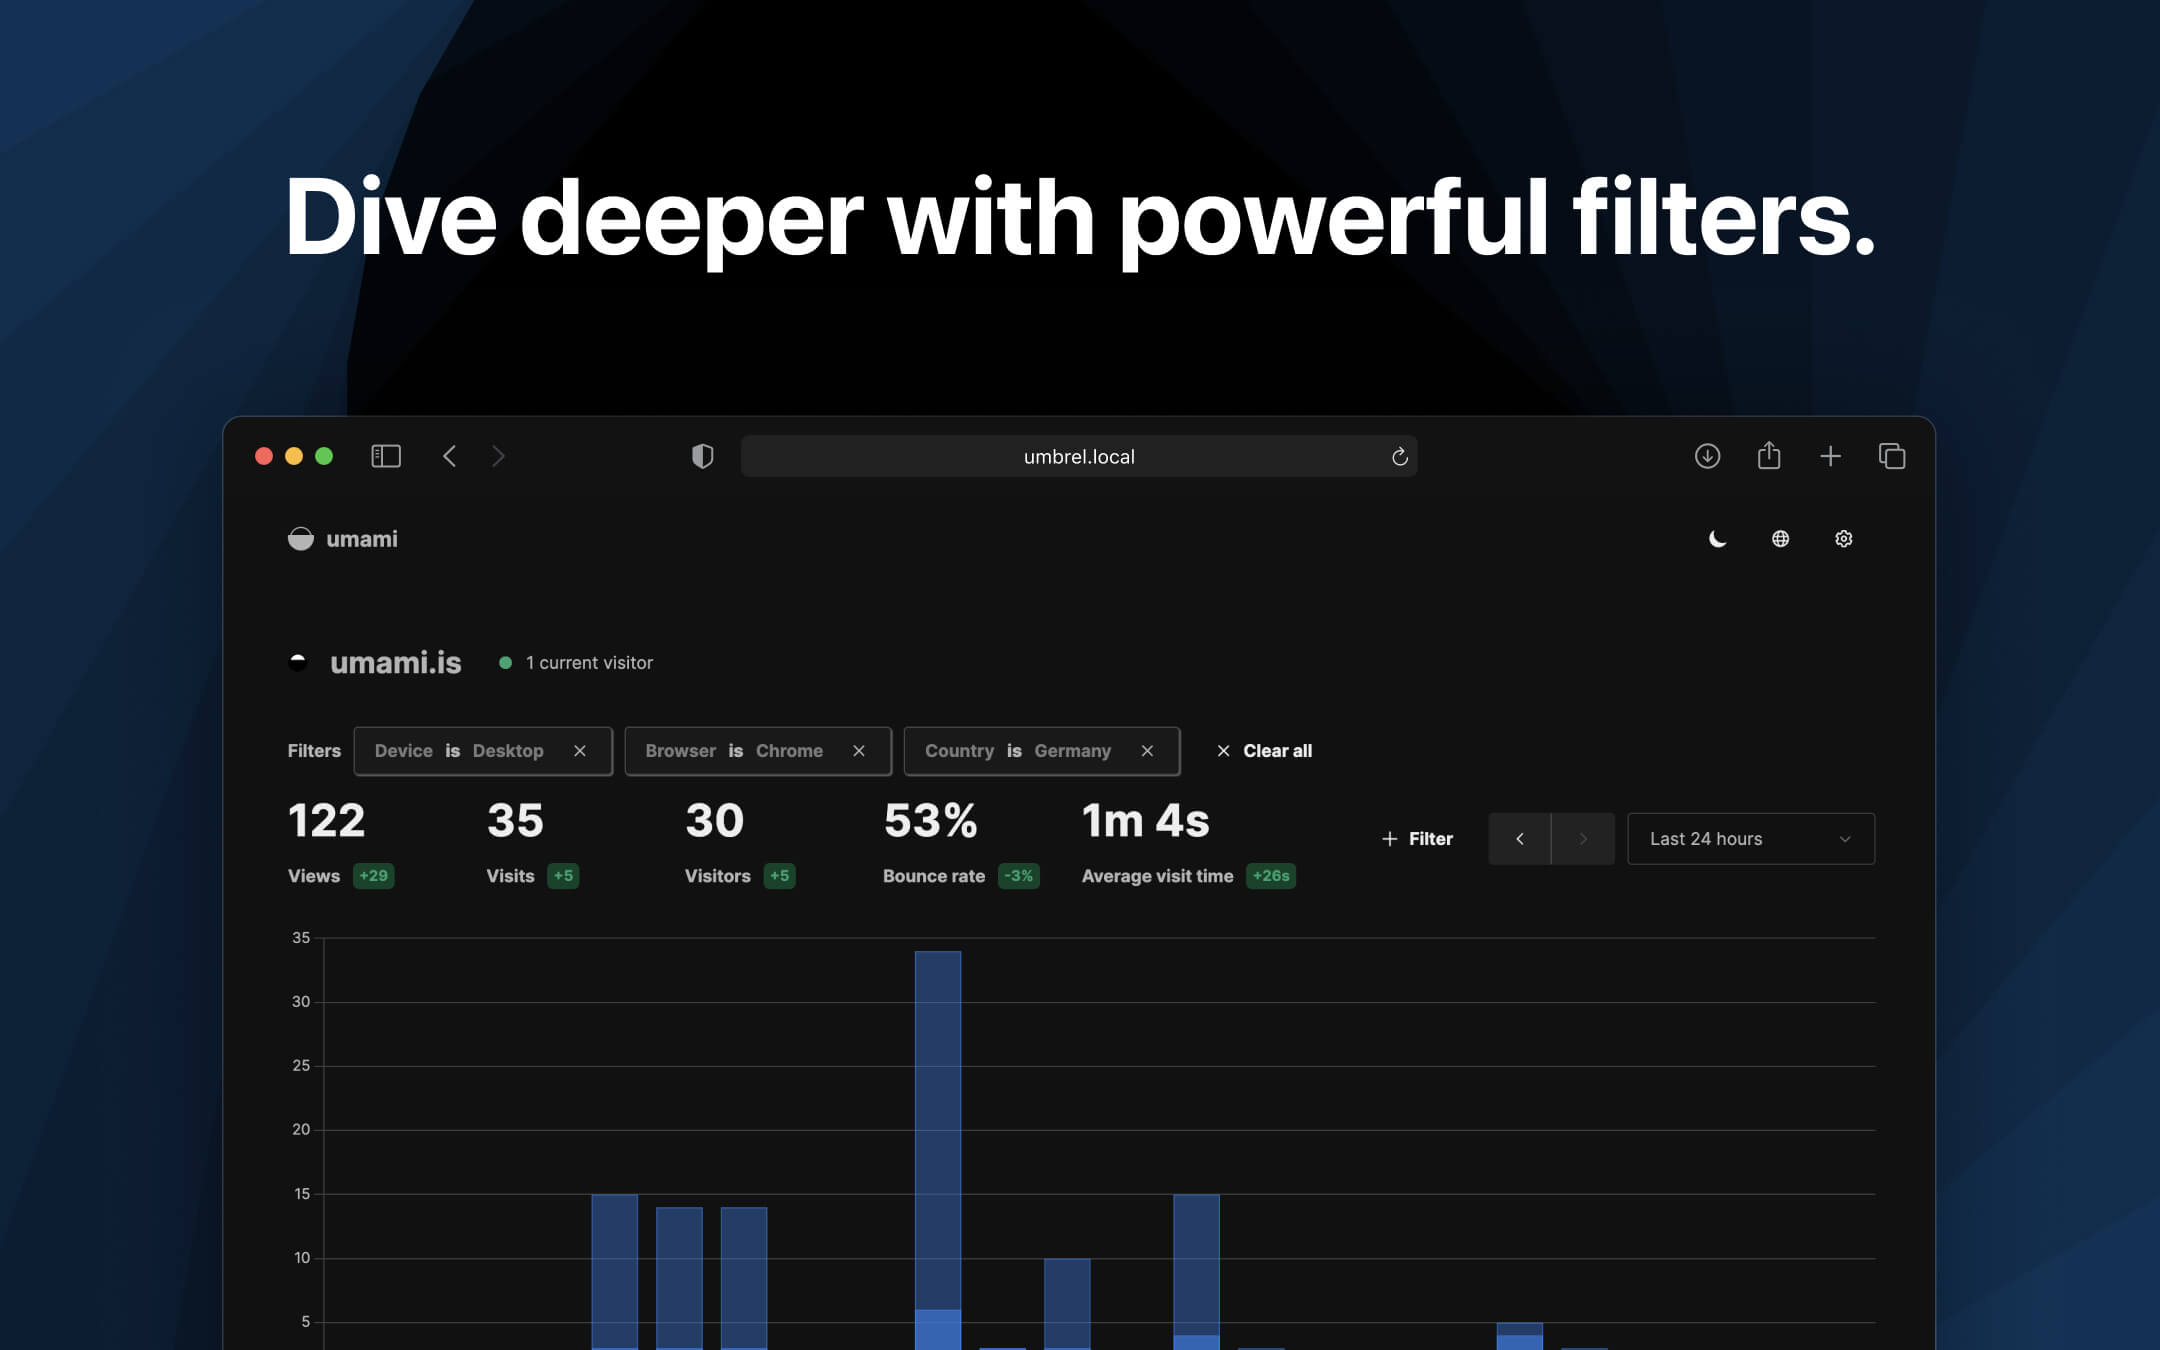 Dive deeper with powerful filters.
umbrel.local
umami
umami.is 1 current visitor
Filters Device is Desktop Browser is Chrome Country is Germany Clear all
122 35 30 53% 1m 4s
Filter Last 24 hours
Views +29 Visits +5 Visitors +5 Bounce rate -3% Average visit time +26s
35
30
25
20
15
10
5